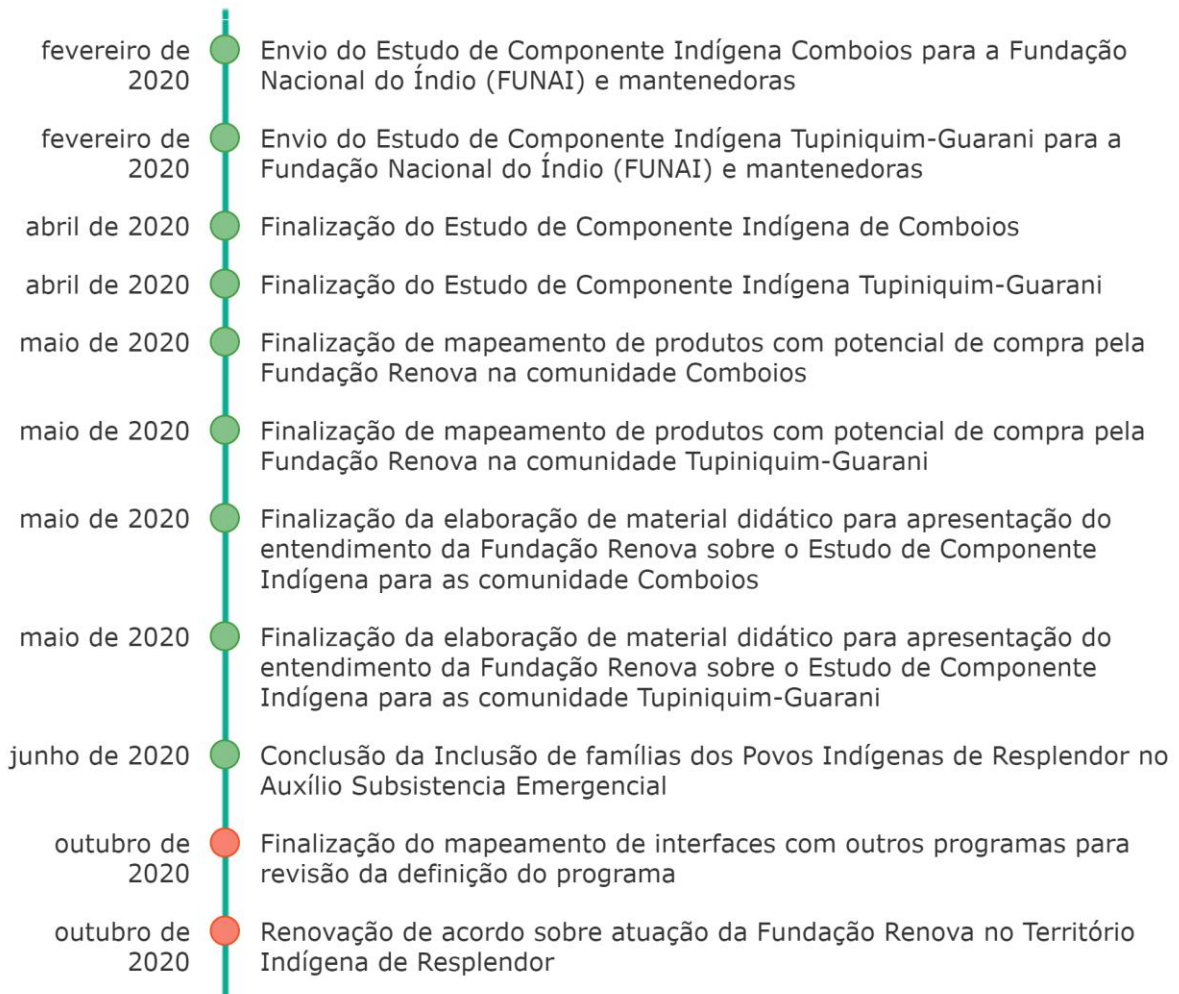 fevereiro de
2020
Envio do Estudo de Componente Indígena Comboios para a Fundação
Nacional do Índio (FUNAI) e mantenedoras
fevereiro de
2020
Envio do Estudo de Componente Indígena Tupiniquim-Guarani para a
Fundação Nacional do Índio (FUNAI) e mantenedoras
abril de 2020
Finalização do Estudo de Componente Indígena de Comboios
abril de 2020
Finalização do Estudo de Componente Indígena Tupiniquim-Guarani
maio de 2020
Finalização de mapeamento de produtos com potencial de compra pela
Fundação Renova na comunidade Comboios
maio de 2020
Finalização de mapeamento de produtos com potencial de compra pela
Fundação Renova na comunidade Tupiniquim-Guarani
maio de 2020
Finalização da elaboração de material didático para apresentação do
entendimento da Fundação Renova sobre o Estudo de Componente
Indígena para as comunidade Comboios
maio de 2020
Finalização da elaboração de material didático para apresentação do
entendimento da Fundação Renova sobre o Estudo de Componente
Indígena para as comunidade Tupiniquim-Guarani
junho de 2020
Conclusão da Inclusão de famílias dos Povos Indígenas de Resplendor no
Auxílio Subsistencia Emergencial
outubro de
2020
Finalização do mapeamento de interfaces com outros programas para
revisão da definição do programa
outubro de
2020
Renovação de acordo sobre atuação da Fundação Renova no Território
Indígena de Resplendor